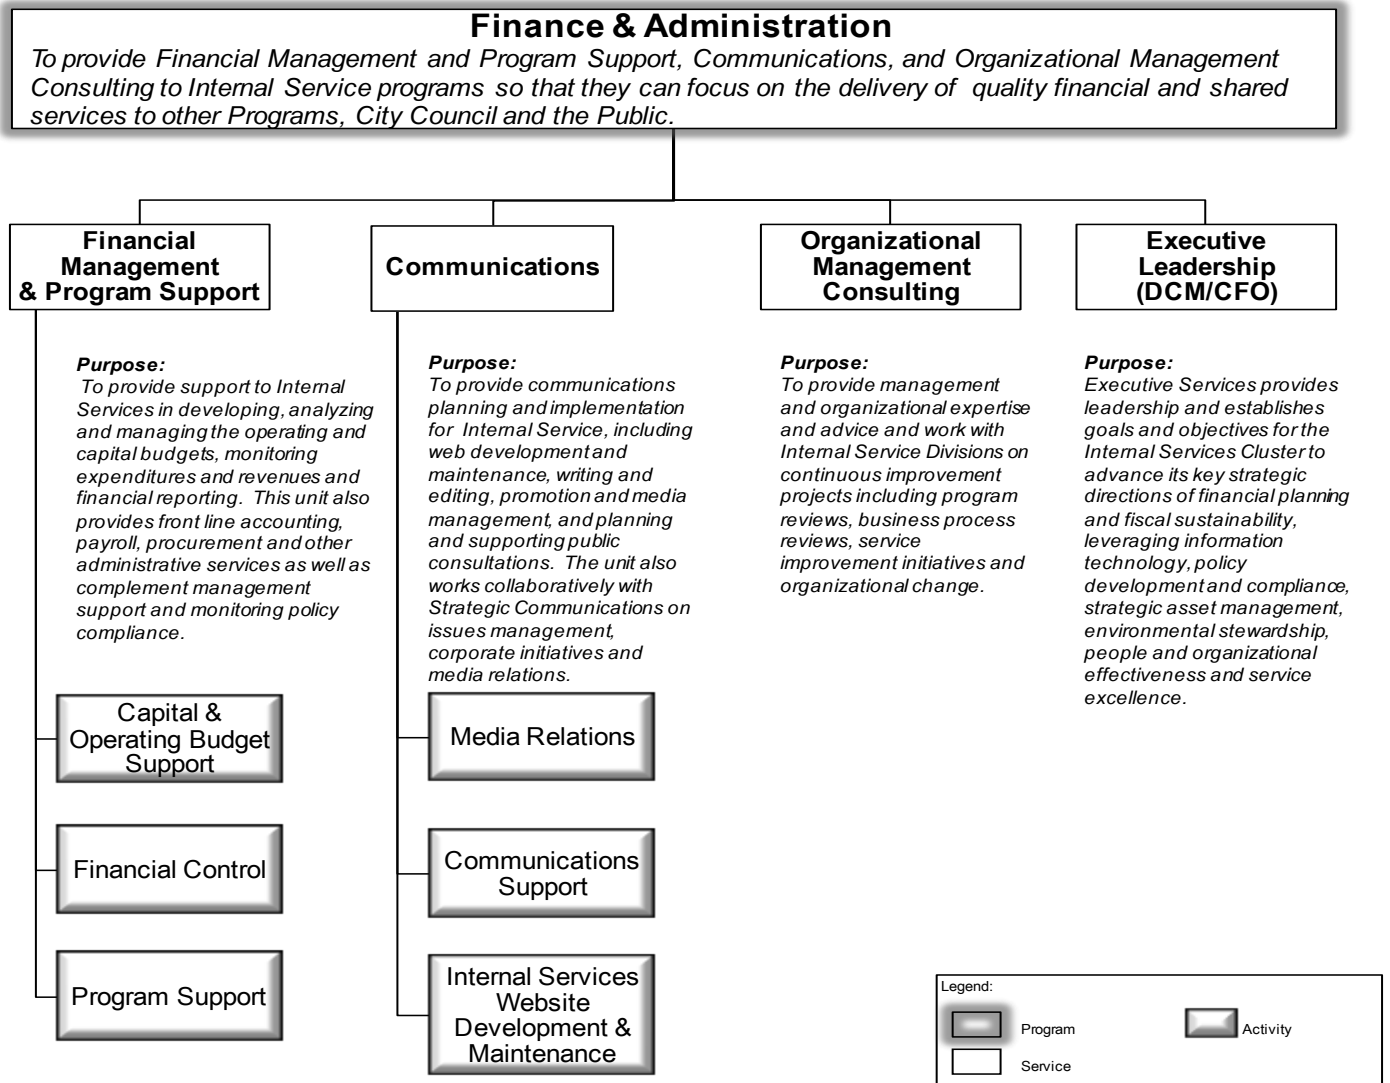 Finance & Administration
To provide Financial Management and Program Support, Communications, and Organizational Management
Consulting to Internal Service programs so that they can focus on the delivery of quality financial and shared
services to other Programs, City Council and the Public.
Financial
Management
& Program Support
Communications
Organizational
Management
Consulting
Executive
Leadership
(DCM/CFO)
Purpose:
To provide support to Internal
Services in developing, analyzing
and managing the operating and
capital budgets, monitoring
expenditures and revenues and
financial reporting. This unit also
provides front line accounting,
payroll, procurement and other
administrative services as well as
complement management
support and monitoring policy
compliance.
Purpose:
To provide communications
planning and implementation
for Internal Service, including
web development and
maintenance, writing and
editing, promotion and media
management, and planning
and supporting public
consultations. The unit also
works collaboratively with
Strategic Communications on
issues management,
corporate initiatives and
media relations.
Purpose:
To provide management
and organizational expertise
and advice and work with
Internal Service Divisions on
continuous improvement
projects including program
reviews, business process
reviews, service
improvement initiatives and
organizational change.
Purpose:
Executive Services provides
leadership and establishes
goals and objectives for the
Internal Services Cluster to
advance its key strategic
directions of financial planning
and fiscal sustainability,
leveraging information
technology, policy
development and compliance,
strategic asset management,
environmental stewardship,
people and organizational
effectiveness and service
excellence.
Capital &
Operating Budget
Support
Financial Control
Program Support
Media Relations
Communications
Support
Internal Services
Website
Development &
Maintenance
Legend:
Program
Activity
Service